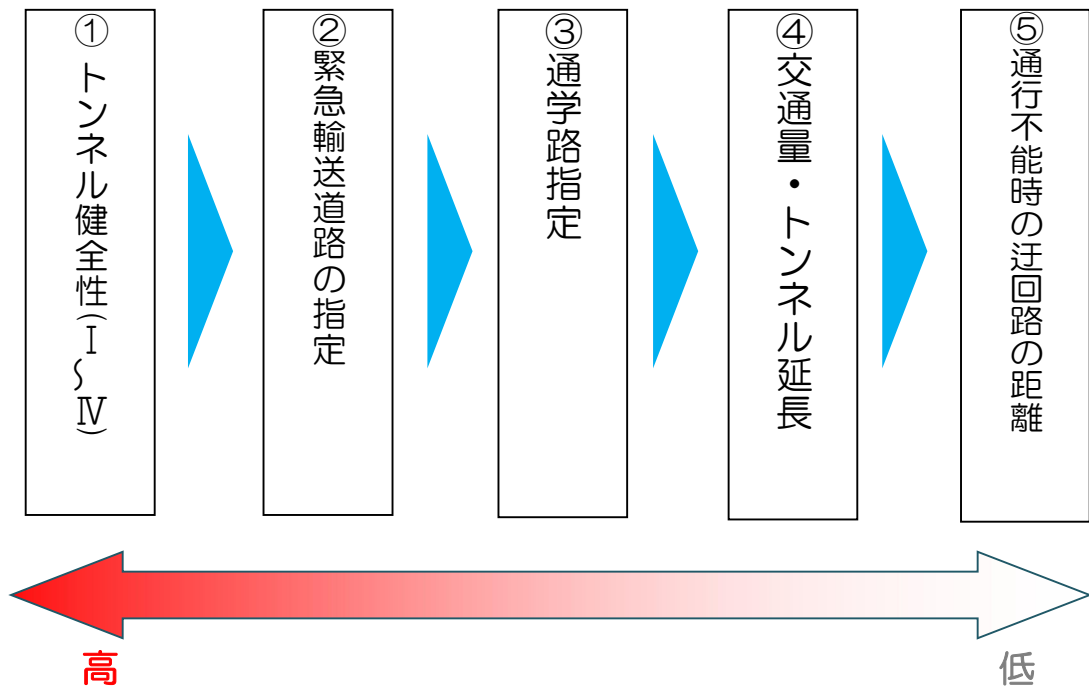 ①トンネル健全性(Ⅰ～Ⅳ)
②緊急輸送道路の指定
③通学路指定
④交通量・トンネル延長
⑤通行不能時の迂回路の距離
高
低